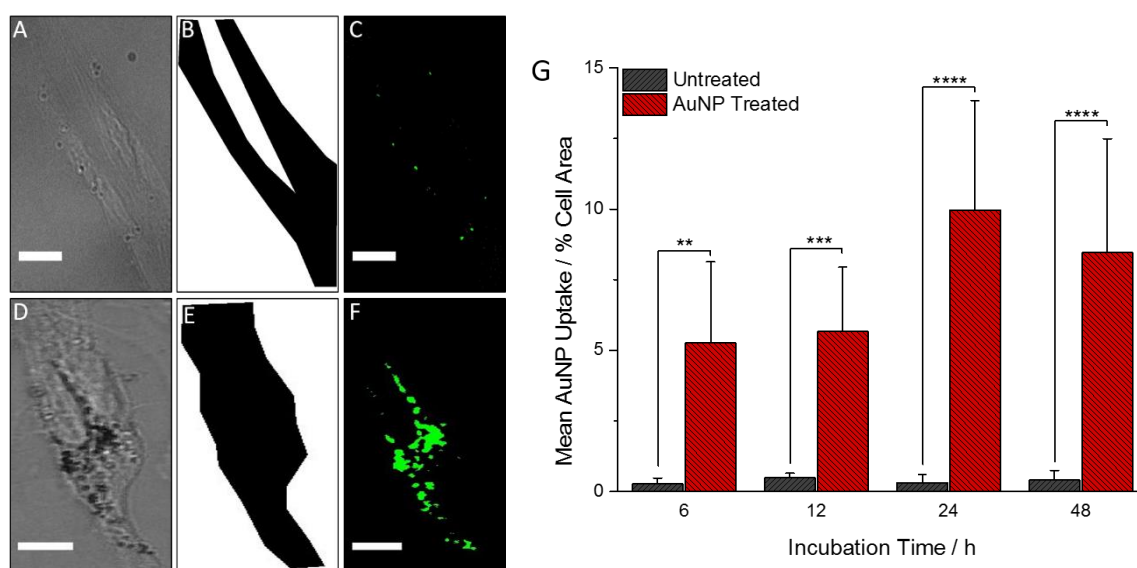 A
B
C
D
E
F
G
Untreated
AuNP Treated
Mean AuNP Uptake / % Cell Area
15
10
5
0
**
***
****
****
6 12 24 48
Incubation Time / h